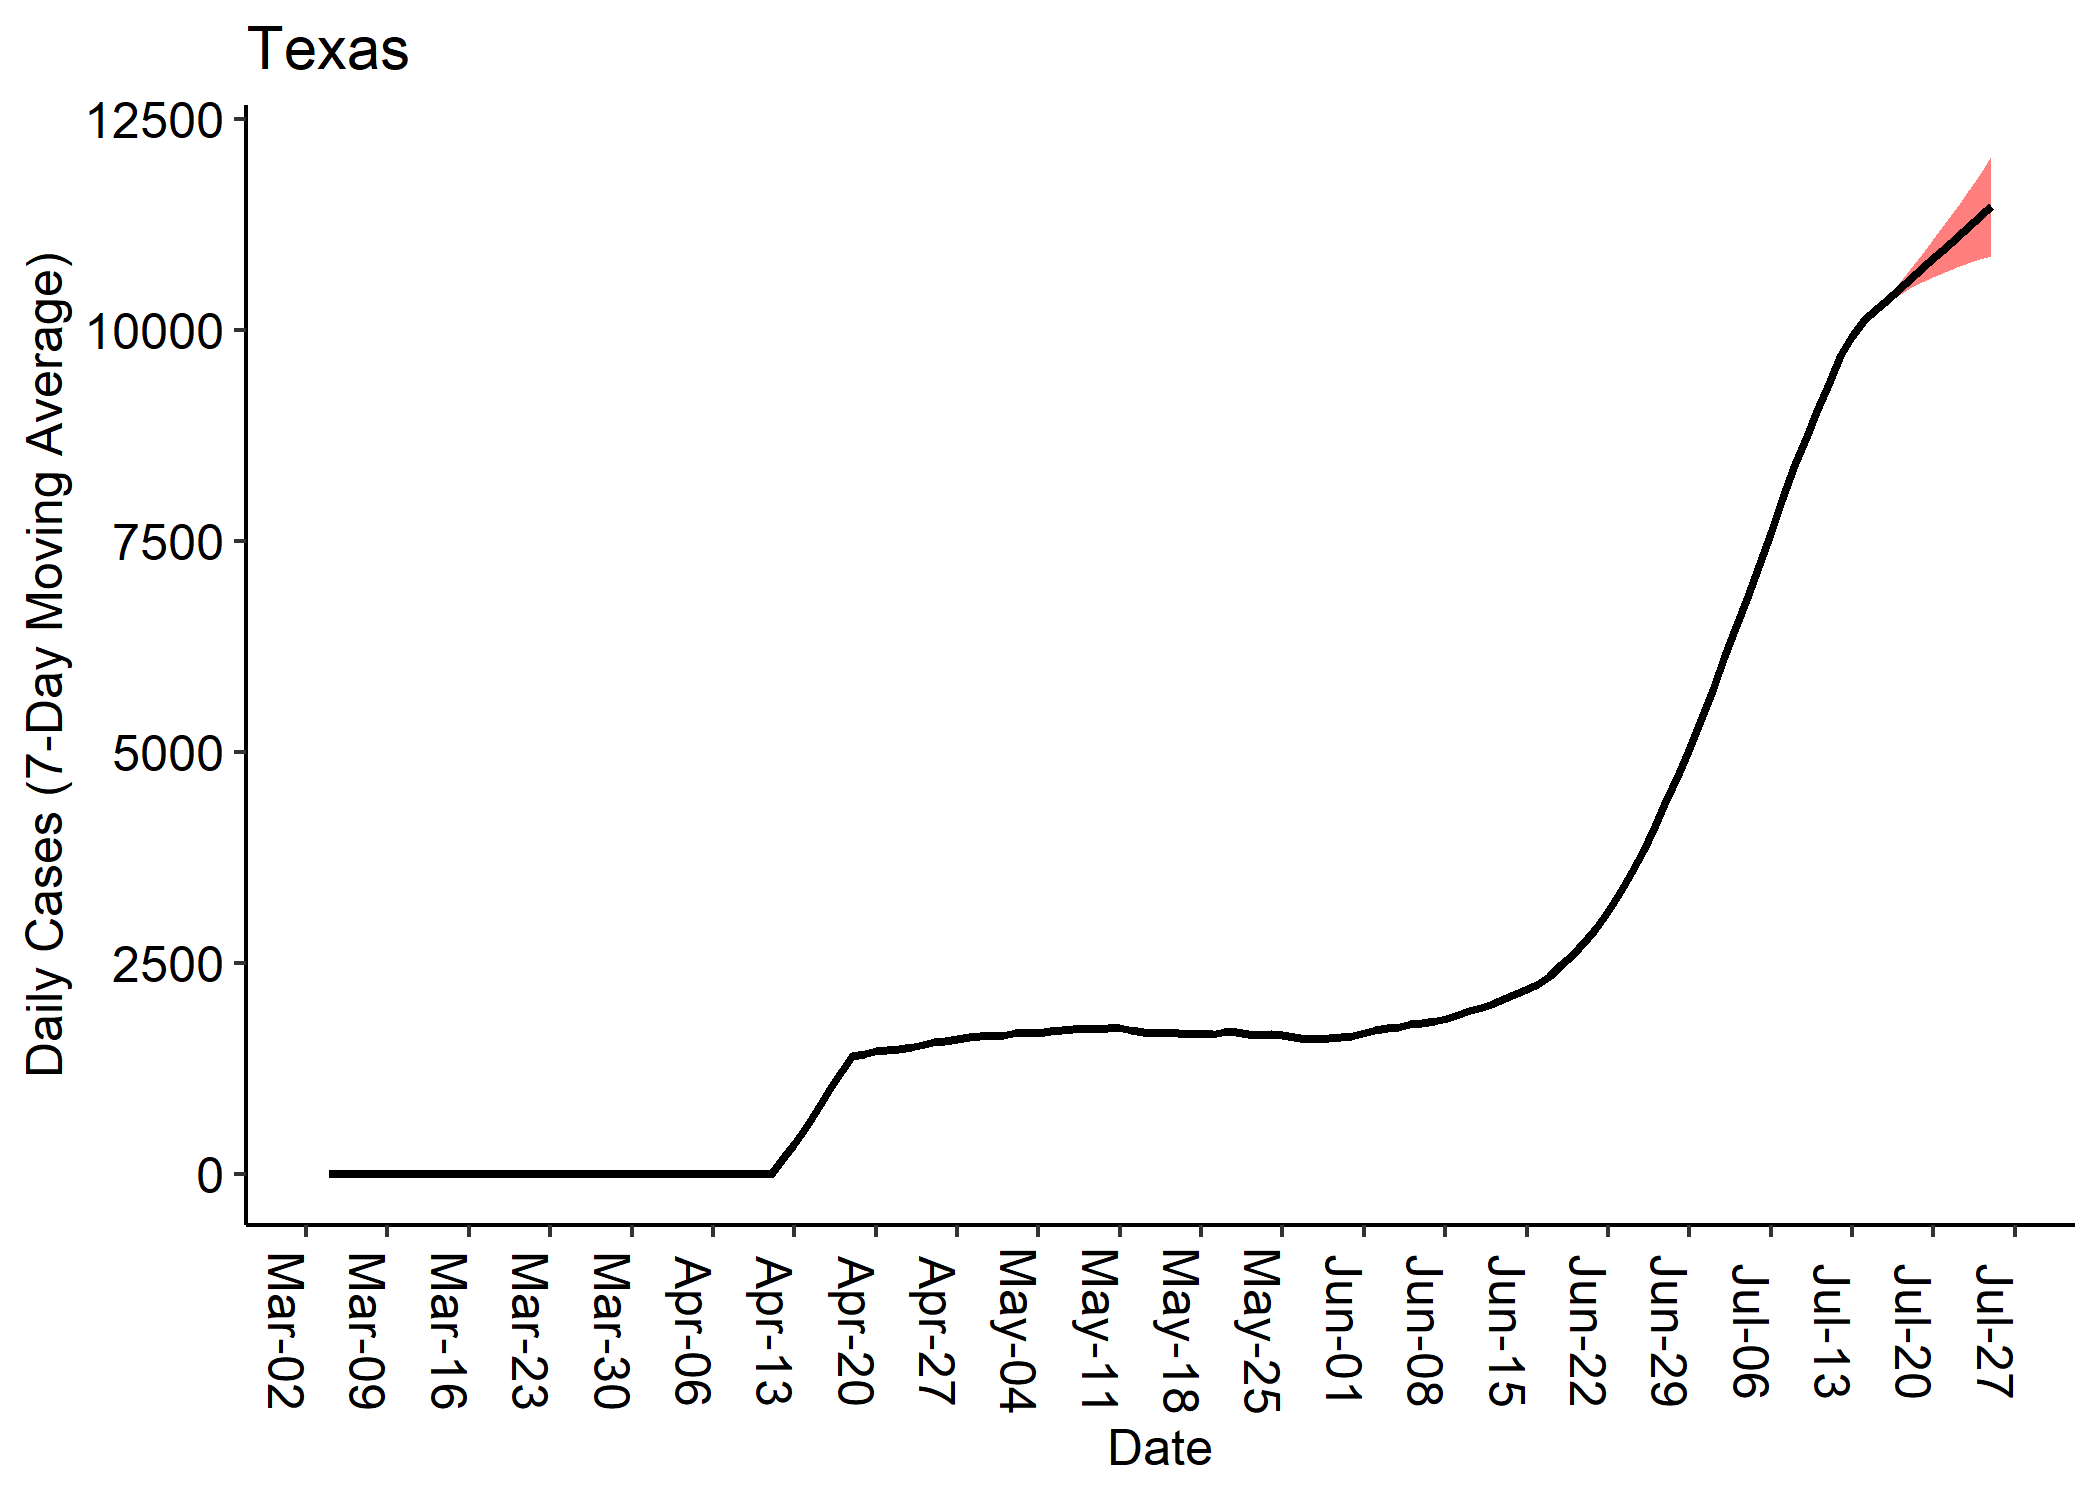 Texas
Daily Cases (7-Day Moving Average)
12500
10000
7500
5000
2500
0
Mar-02
Mar-09
Mar-16
Mar-23
Mar-30
Apr-06
Apr-13
Apr-20
Apr-27
May-04
May-11
May-18
May-25
Jun-01
Jun-08
Jun-15
Jun-22
Jun-29
Jul-06
Jul-13
Jul-20
Jul-27
Date